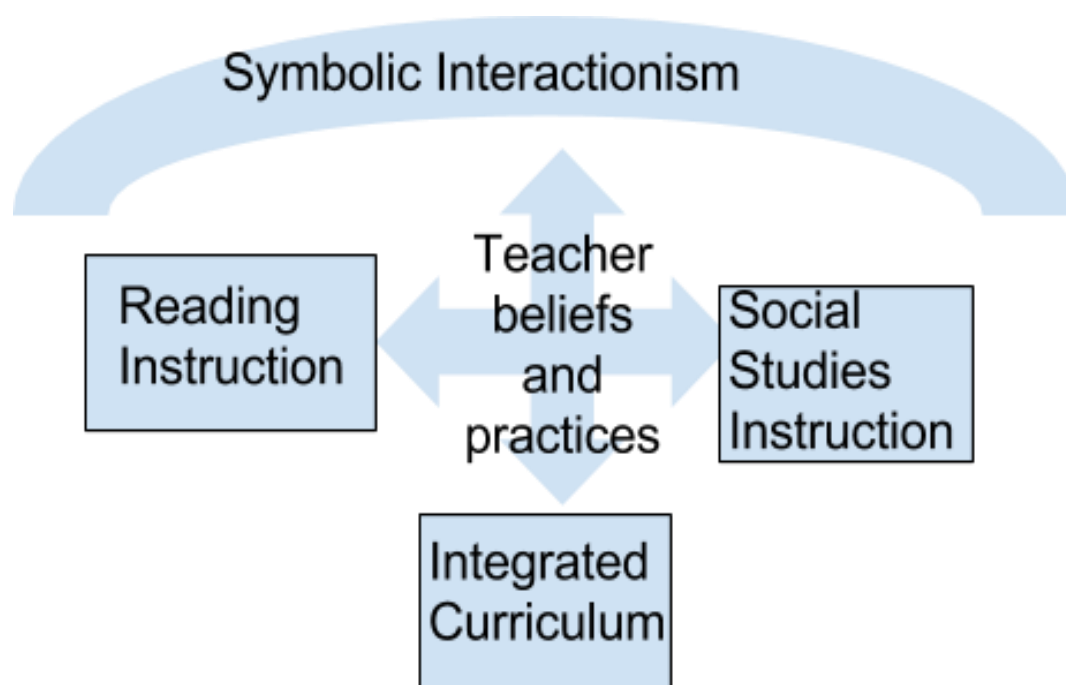 Symbolic Interactionism
Teacher
beliefs
and
practices
Reading
Instruction
Social
Studies
Instruction
Integrated
Curriculum